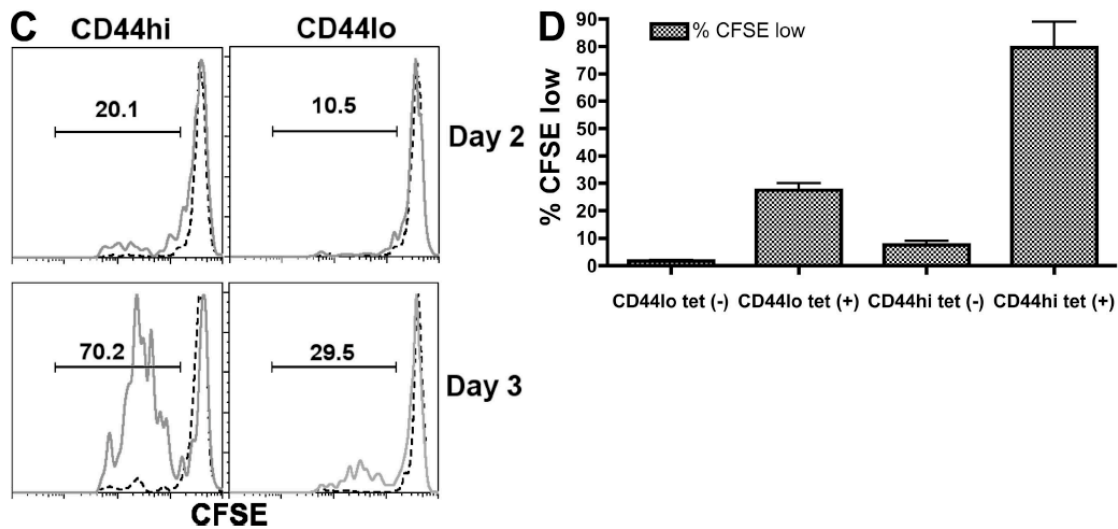 C
CD44hi
CD44lo
20.1
10.5
Day 2
70.2
29.5
Day 3
CFSE
D
% CFSE low
% CFSE low
90
80
70
60
50
40
30
20
10
0
CD44lo tet (-)
CD44lo tet (+)
CD44hi tet (-)
CD44hi tet (+)